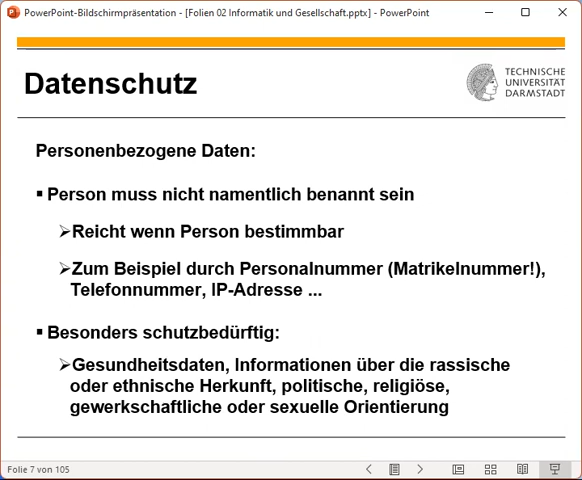 PowerPoint-Bildschirmpräsentation - [Folien 02 Informatik und Gesellschaft.pptx] - PowerPoint
Datenschutz
TECHNISCHE
UNIVERSITÄT
DARMSTADT
Personenbezogene Daten:
▪ Person muss nicht namentlich benannt sein
➢Reicht wenn Person bestimmbar
➢Zum Beispiel durch Personalnummer (Matrikelnummer!),
Telefonnummer, IP-Adresse ...
▪ Besonders schutzbedürftig:
➢Gesundheitsdaten, Informationen über die rassische
oder ethnische Herkunft, politische, religiöse,
gewerkschaftliche oder sexuelle Orientierung
Folie 7 von 105